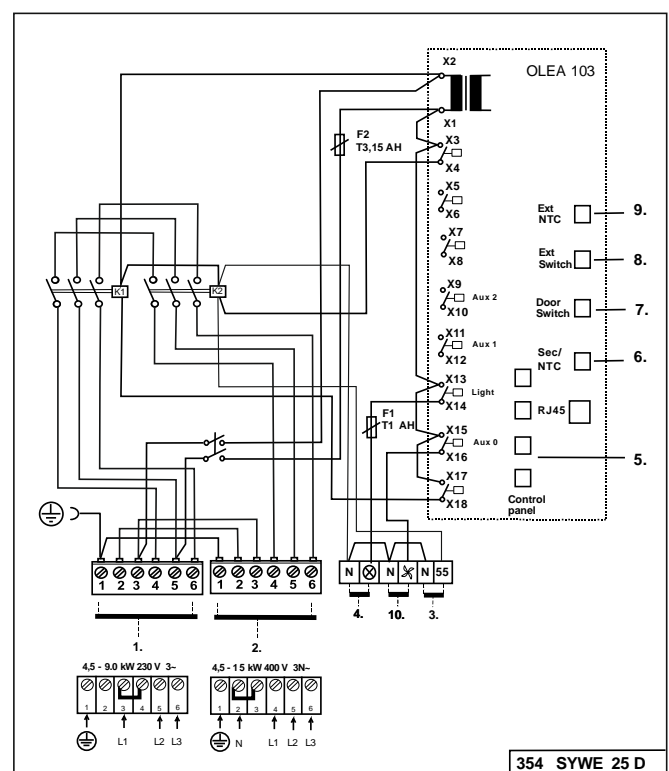 X2
OLEA 103
X1
F2
T3,15 AH
X3
X4
X5
X6
Ext
NTC
9.
X7
X8
Ext
Switch
8.
K1
K2
X9
Aux 2
X10
Door
Switch
7.
X11
Aux 1
X12
Sec/
NTC
6.
X13
Light
X14
F1
T1 AH
RJ45
X15
Aux 0
X16
5.
X17
X18
Control
panel
1 2 3 4 5 6
1 2 3 4 5 6
N N N 55
4. 10. 3.
1. 2.
4,5 - 9.0 kW 230 V 3~
1 2 3 4 5 6
L1 L2 L3
4,5 - 15 kW 400 V 3N~
1 2 3 4 5 6
N L1 L2 L3
354 SYWE 25 D